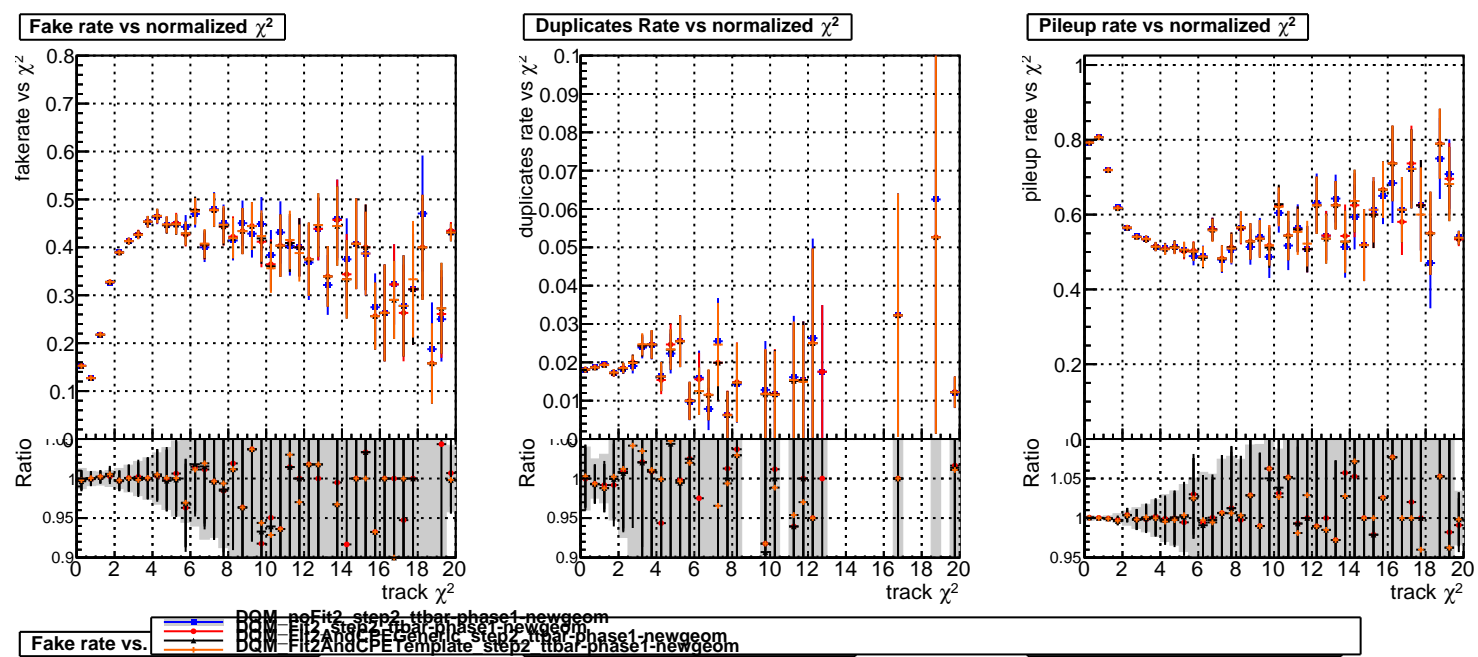 Fake rate vs normalized χ²
Duplicates Rate vs normalized χ²
Pileup rate vs normalized χ²
fakerate vs χ²
0.8
0.7
0.6
0.5
0.4
0.3
0.2
0.1
Ratio
1
0.95
0.9
0 2 4 6 8 10 12 14 16 18 20
track χ²
duplicates rate vs χ²
0.1
0.09
0.08
0.07
0.06
0.05
0.04
0.03
0.02
0.01
Ratio
1
0.95
0.9
0 2 4 6 8 10 12 14 16 18 20
track χ²
pileup rate vs χ²
1
0.8
0.6
0.4
0.2
0
Ratio
1.05
1
0.95
0 2 4 6 8 10 12 14 16 18 20
track χ²
DQM_noFit2_step2_ttbar-phase1-newgeom
DQM_Fit2_step2_ttbar-phase1-newgeom
DQM_Fit2AndCPEGeneric_step2_ttbar-phase1-newgeom
DQM_Fit2AndCPETemplate_step2_ttbar-phase1-newgeom
Fake rate vs.